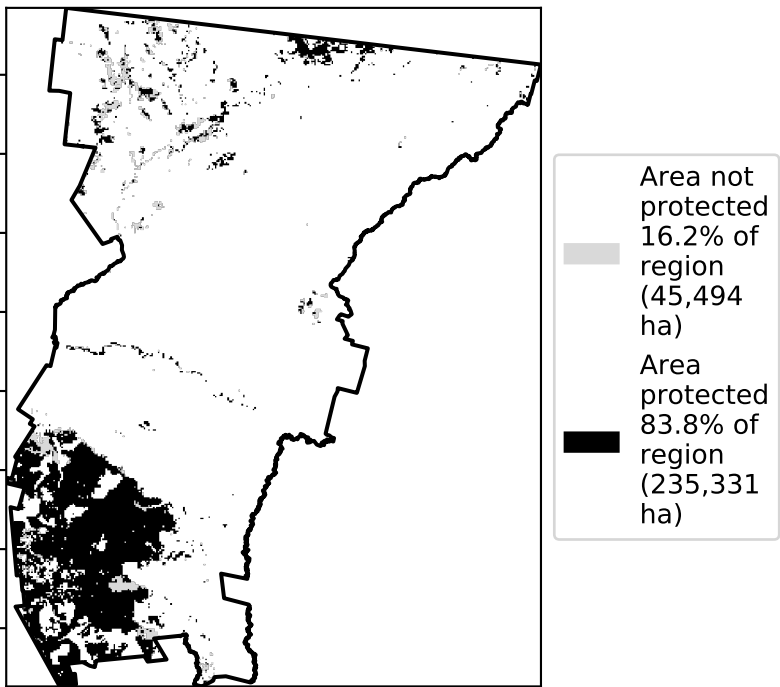 Area not
protected
16.2% of
region
(45,494
ha)
Area
protected
83.8% of
region
(235,331
ha)